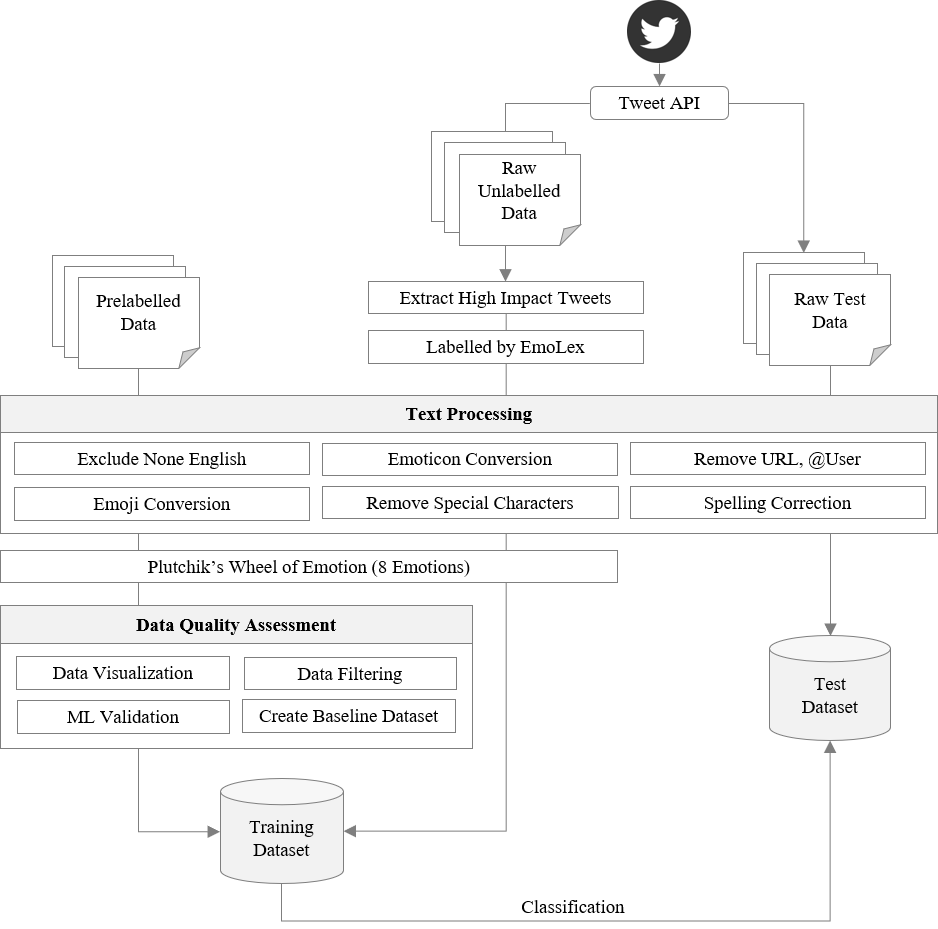 Tweet API
Raw
Unlabelled
Data
Prelabelled
Data
Extract High Impact Tweets
Raw Test
Data
Labelled by EmoLex
Text Processing
Exclude None English
Emoticon Conversion
Remove URL, @User
Emoji Conversion
Remove Special Characters
Spelling Correction
Plutchik’s Wheel of Emotion (8 Emotions)
Data Quality Assessment
Data Visualization
Data Filtering
ML Validation
Create Baseline Dataset
Test
Dataset
Training
Dataset
Classification